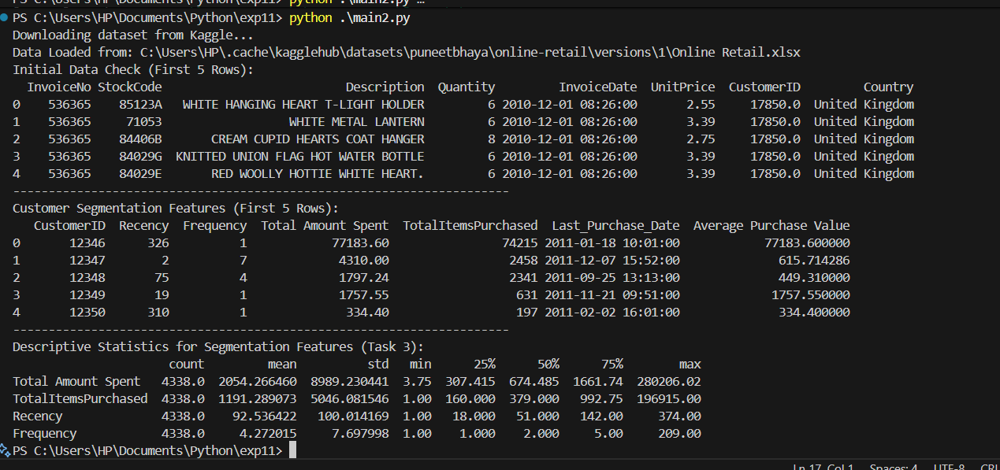 PS C:\Users\HP\Documents\Python\exp11> python .\main2.py …
PS C:\Users\HP\Documents\Python\exp11> python .\main2.py
Downloading dataset from Kaggle...
Data Loaded from: C:\Users\HP\.cache\kagglehub\datasets\puneetbhaya\online-retail\versions\1\Online Retail.xlsx
Initial Data Check (First 5 Rows):
  InvoiceNo StockCode                          Description  Quantity         InvoiceDate  UnitPrice  CustomerID         Country
0    536365    85123A   WHITE HANGING HEART T-LIGHT HOLDER         6 2010-12-01 08:26:00       2.55     17850.0  United Kingdom
1    536365     71053                  WHITE METAL LANTERN         6 2010-12-01 08:26:00       3.39     17850.0  United Kingdom
2    536365    84406B       CREAM CUPID HEARTS COAT HANGER         8 2010-12-01 08:26:00       2.75     17850.0  United Kingdom
3    536365    84029G  KNITTED UNION FLAG HOT WATER BOTTLE         6 2010-12-01 08:26:00       3.39     17850.0  United Kingdom
4    536365    84029E       RED WOOLLY HOTTIE WHITE HEART.         6 2010-12-01 08:26:00       3.39     17850.0  United Kingdom
----------------------------------------------------------------------
Customer Segmentation Features (First 5 Rows):
   CustomerID  Recency  Frequency  Total Amount Spent  TotalItemsPurchased  Last_Purchase_Date  Average Purchase Value
0       12346      326          1            77183.60                74215 2011-01-18 10:01:00            77183.600000
1       12347        2          7             4310.00                 2458 2011-12-07 15:52:00              615.714286
2       12348       75          4             1797.24                 2341 2011-09-25 13:13:00              449.310000
3       12349       19          1             1757.55                  631 2011-11-21 09:51:00             1757.550000
4       12350      310          1              334.40                  197 2011-02-02 16:01:00              334.400000
----------------------------------------------------------------------
Descriptive Statistics for Segmentation Features (Task 3):
                      count         mean          std   min      25%      50%      75%        max
Total Amount Spent   4338.0  2054.266460  8989.230441  3.75  307.415  674.485  1661.74  280206.02
TotalItemsPurchased  4338.0  1191.289073  5046.081546  1.00  160.000  379.000   992.75  196915.00
Recency              4338.0    92.536422   100.014169  1.00   18.000   51.000   142.00     374.00
Frequency            4338.0     4.272015     7.697998  1.00    1.000    2.000     5.00     209.00
PS C:\Users\HP\Documents\Python\exp11>
Ln 17, Col 1 Spaces: 4 UTF-8